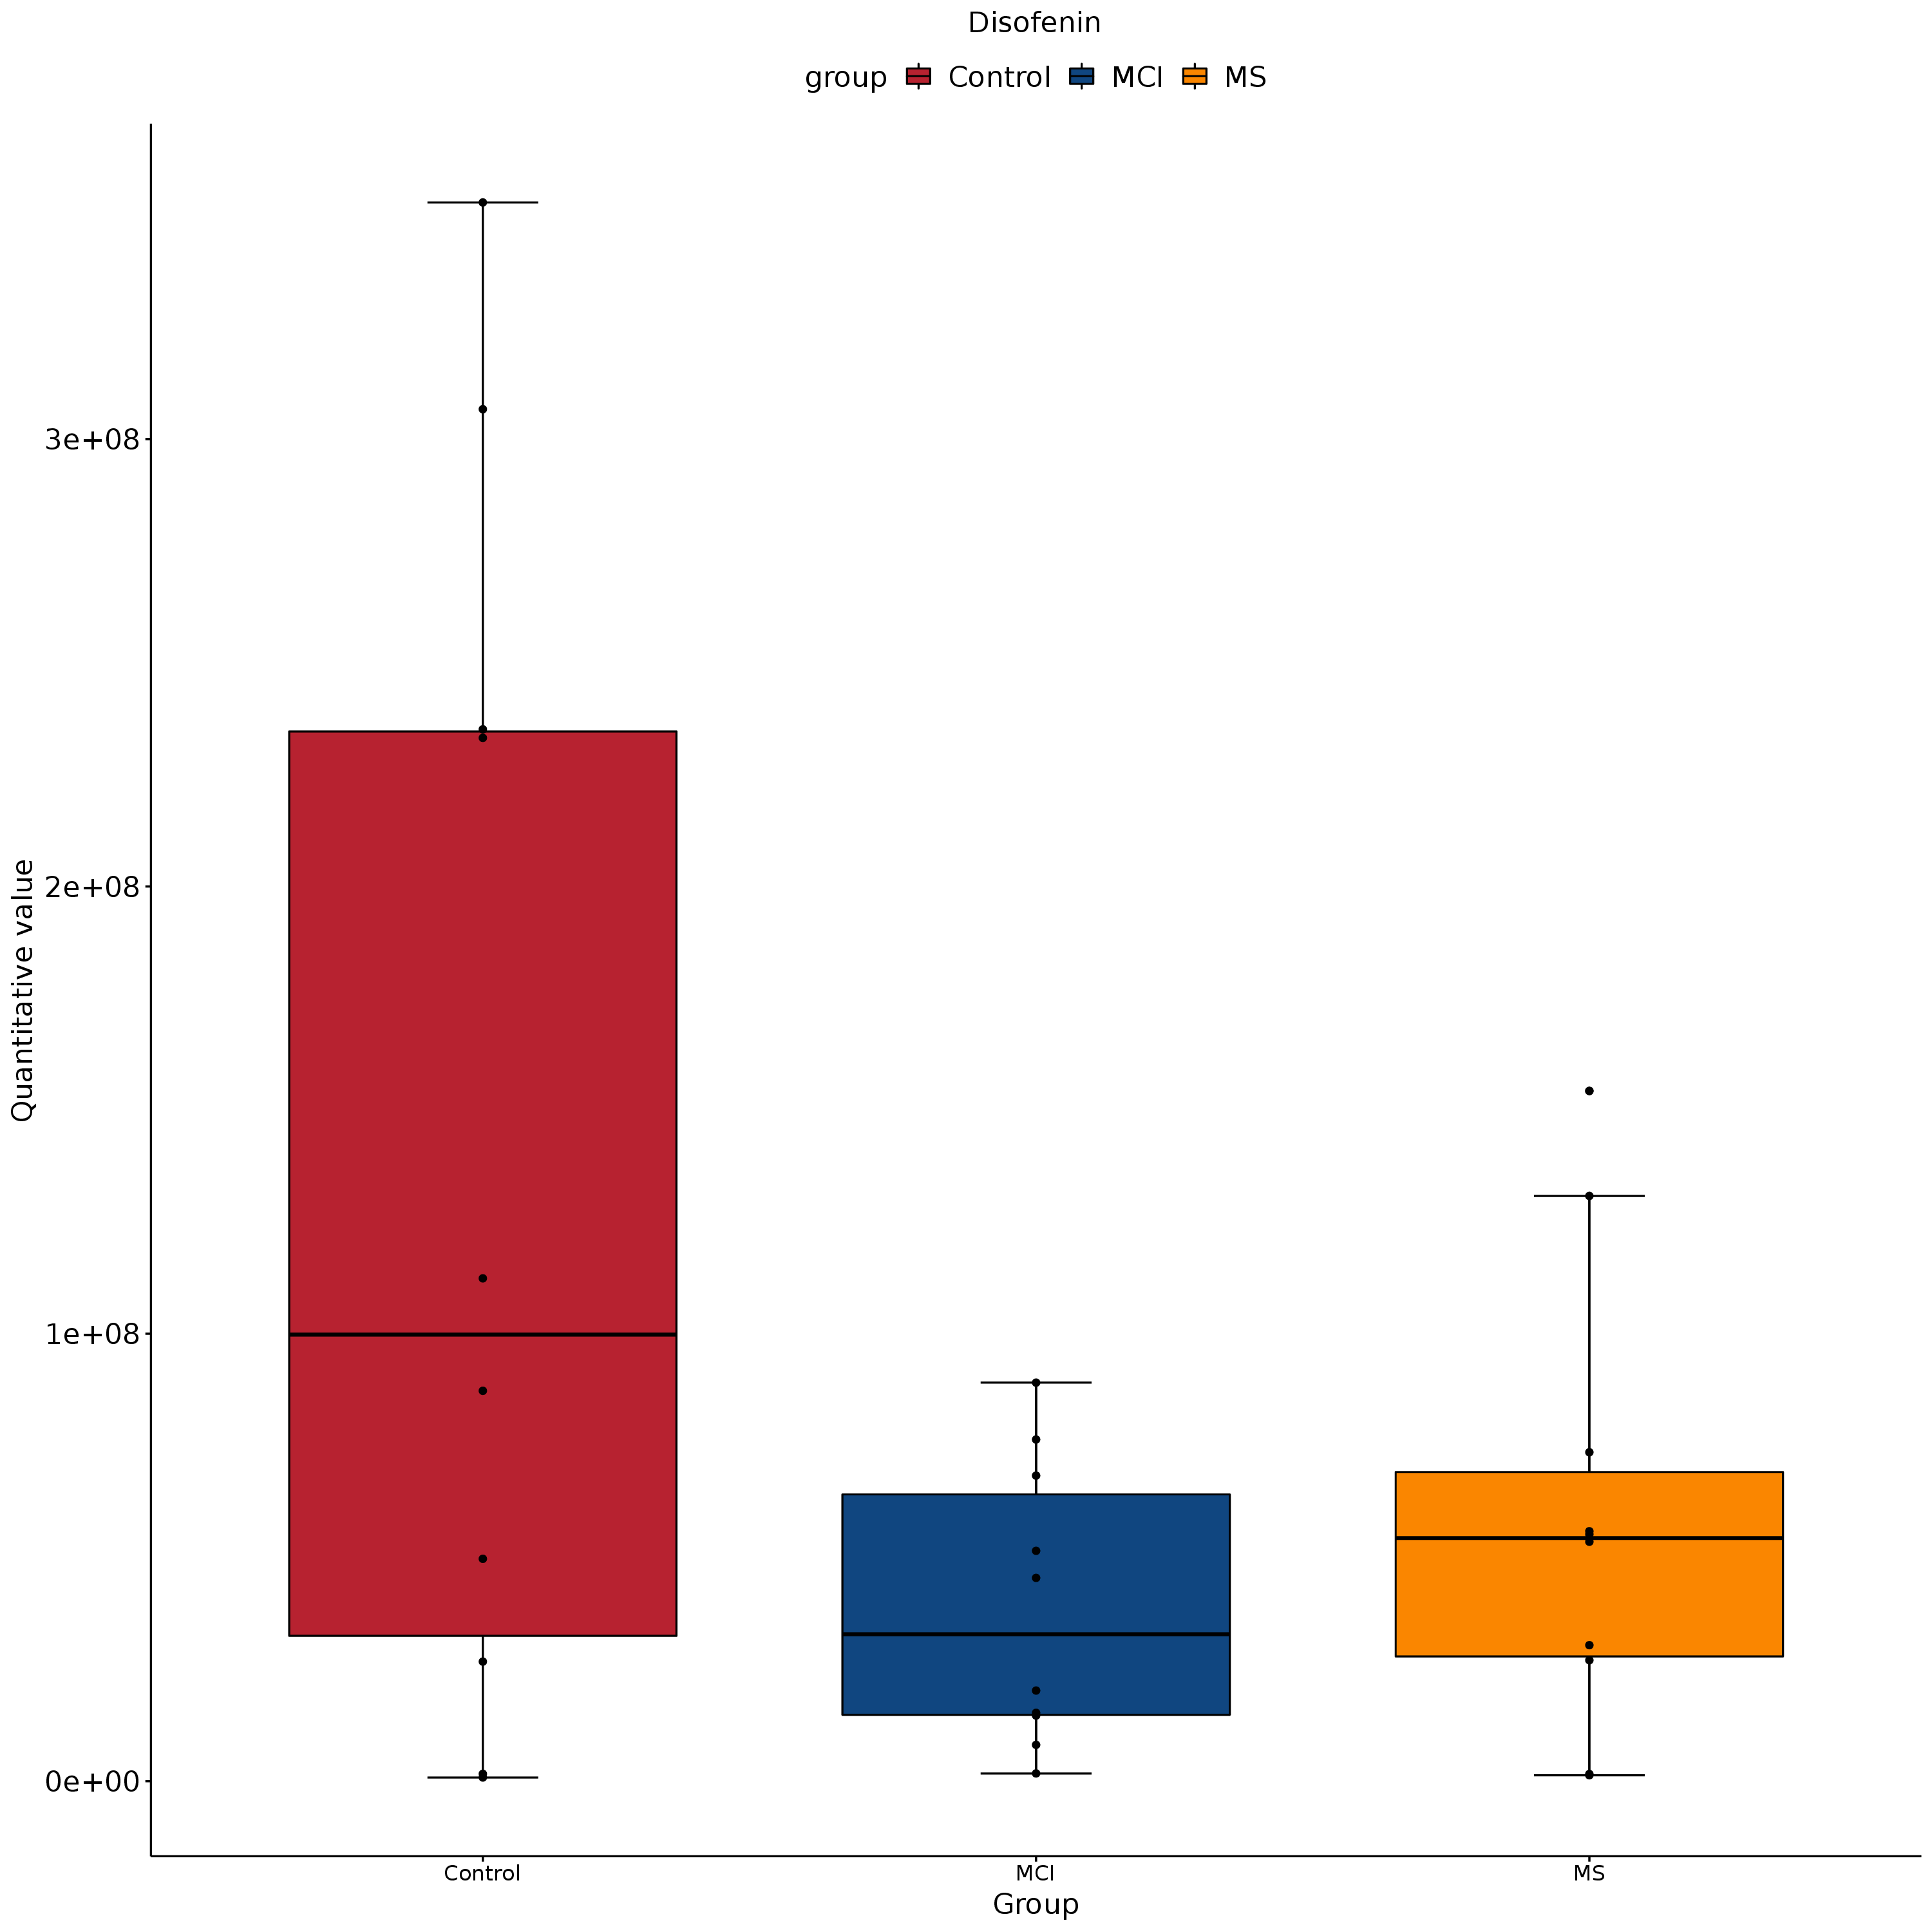 Disofenin
group Control MCI MS
Quantitative value
3e+08
2e+08
1e+08
0e+00
Control MCI MS
Group